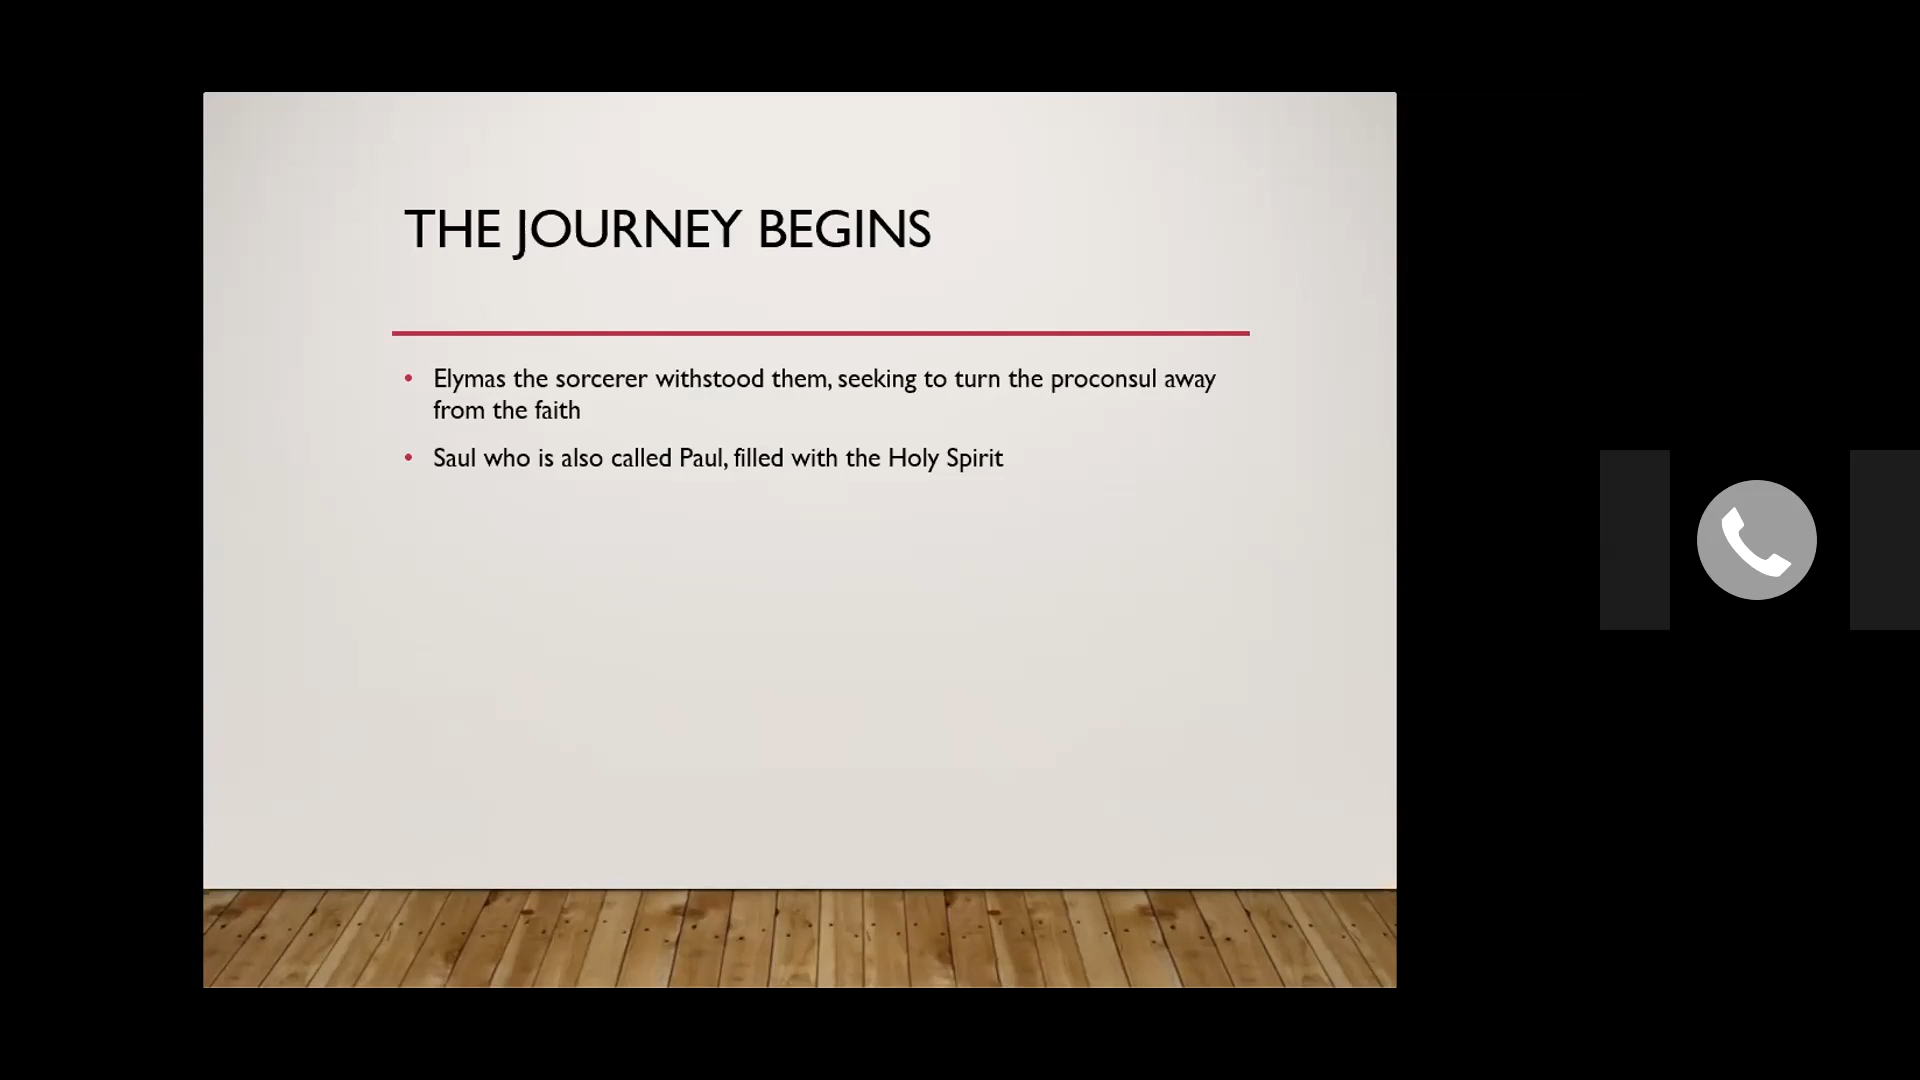 THE JOURNEY BEGINS
• Elymas the sorcerer withstood them, seeking to turn the proconsul away
from the faith
• Saul who is also called Paul, filled with the Holy Spirit